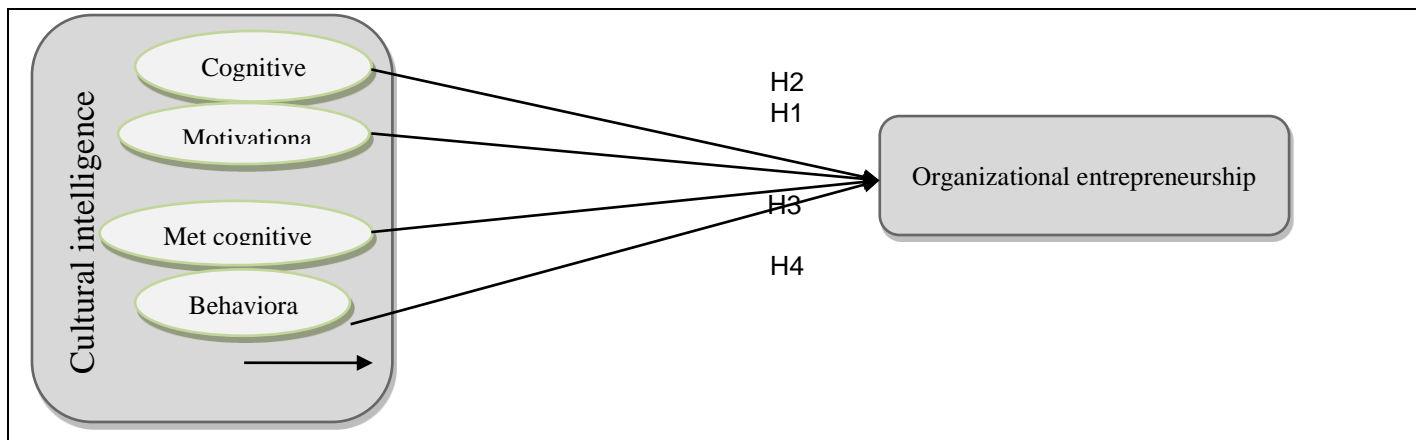 Cultural intelligence
Cognitive
Motivationa
Met cognitive
Behaviora
H2
H1
H3
H4
Organizational entrepreneurship